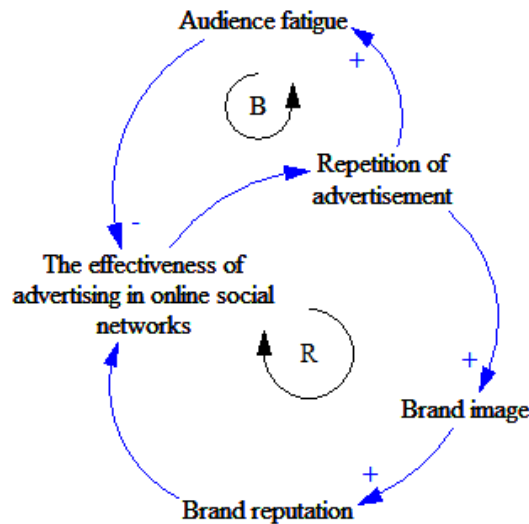 Audience fatigue
+
B
Repetition of
advertisement
-
The effectiveness of
advertising in online social
networks
R
+
Brand image
+
Brand reputation